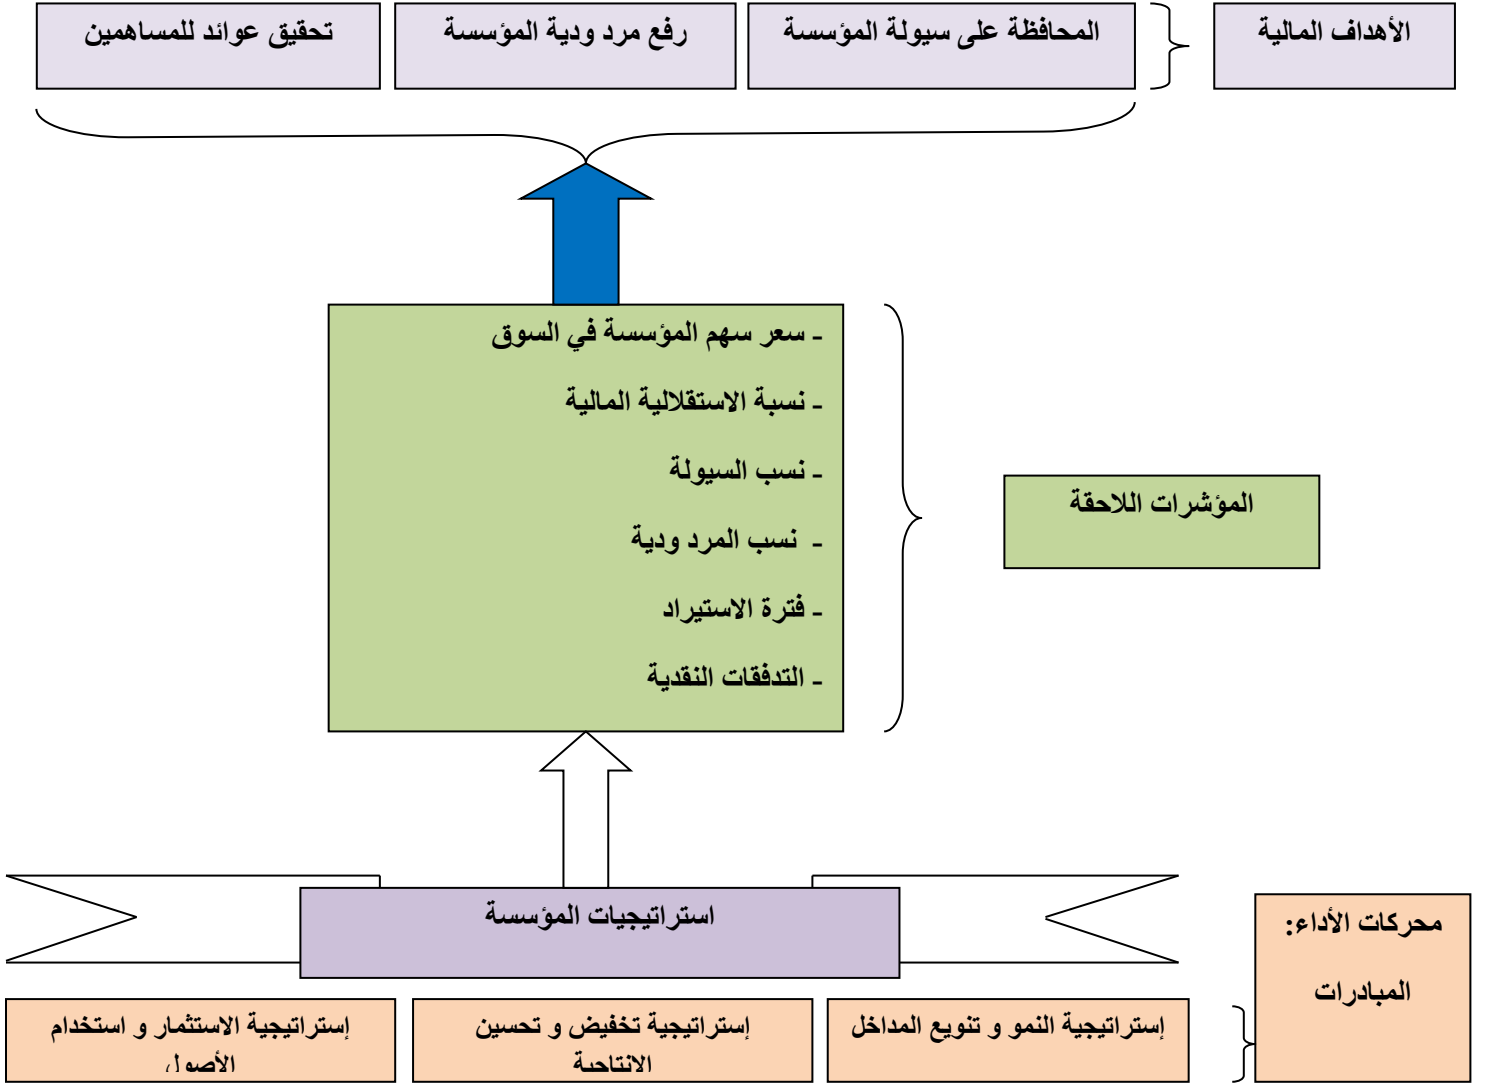 الأهداف المالية
المحافظة على سيولة المؤسسة
رفع مرد ودية المؤسسة
تحقيق عوائد للمساهمين
- سعر سهم المؤسسة في السوق
- نسبة الاستقلالية المالية
- نسب السيولة
- نسب المرد ودية
- فترة الاستيراد
- التدفقات النقدية
المؤشرات اللاحقة
استراتيجيات المؤسسة
محركات الأداء:
المبادرات
إستراتيجية النمو و تنويع المداخل
إستراتيجية تخفيض و تحسين
الانتاجية
إستراتيجية الاستثمار و استخدام
الأصول